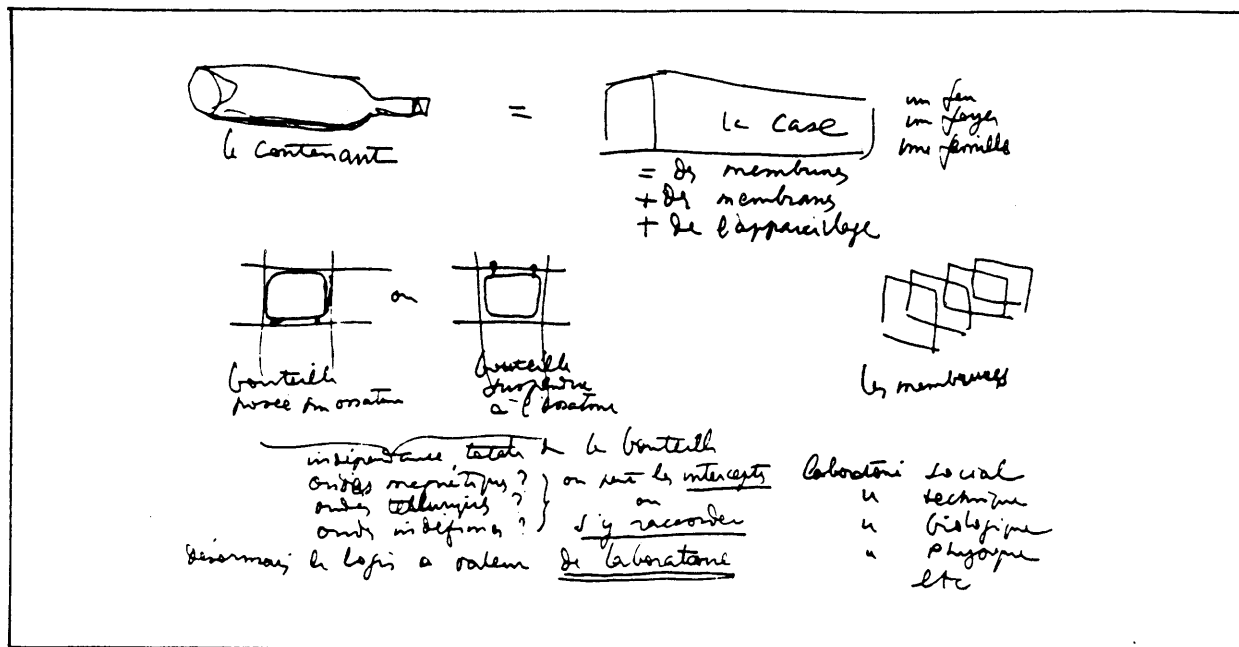 le contenant
=
la case
un feu
un foyer
une famille
= des membrures
+ des membranes
+ de l'appareillage
ou
bouteille
posée sur ossature
bouteille
suspendue
à l'ossature
les membrures
indépendance totale de la bouteille
ondes magnétiques ?
ondes telluriques ?
ondes indéfinies ?
on peut les intercepter
ou
s'y raccorder
désormais le logis a valeur de laboratoire
laboratoire social
" technique
" biologique
" physique
etc